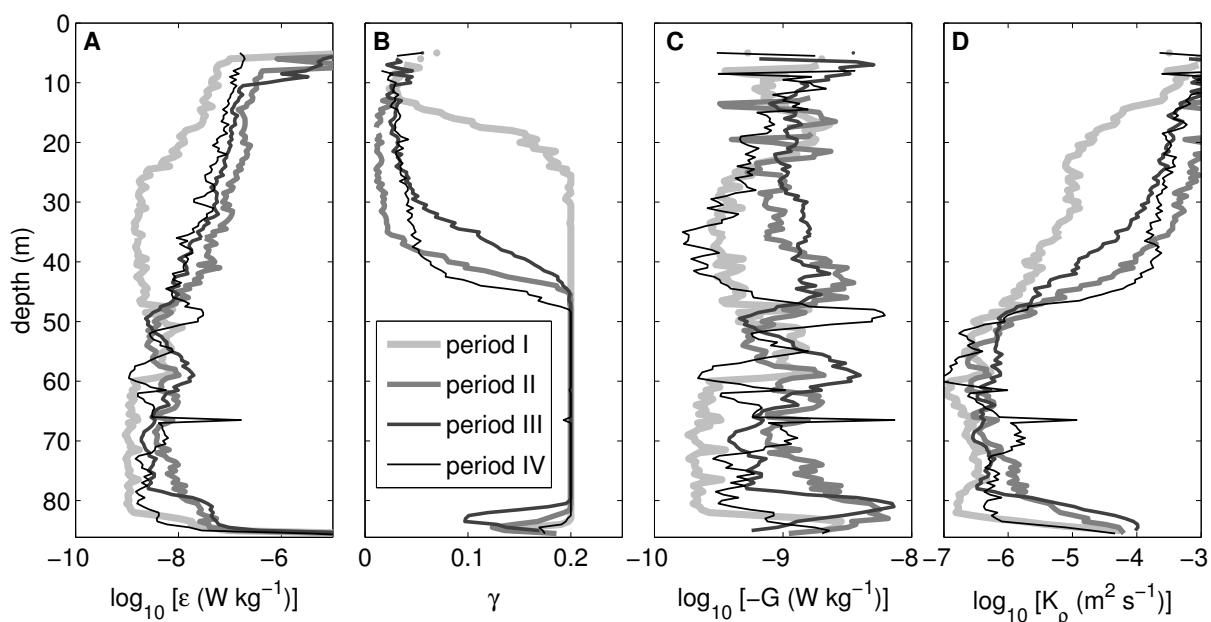 A
B
C
D
0
10
20
30
40
50
60
70
80
depth (m)
period I
period II
period III
period IV
−10 −8 −6
0 0.1 0.2
−10 −9 −8
−7 −6 −5 −4 −3
log10 [ε (W kg−1)]
γ
log10 [−G (W kg−1)]
log10 [Kρ (m2 s−1)]